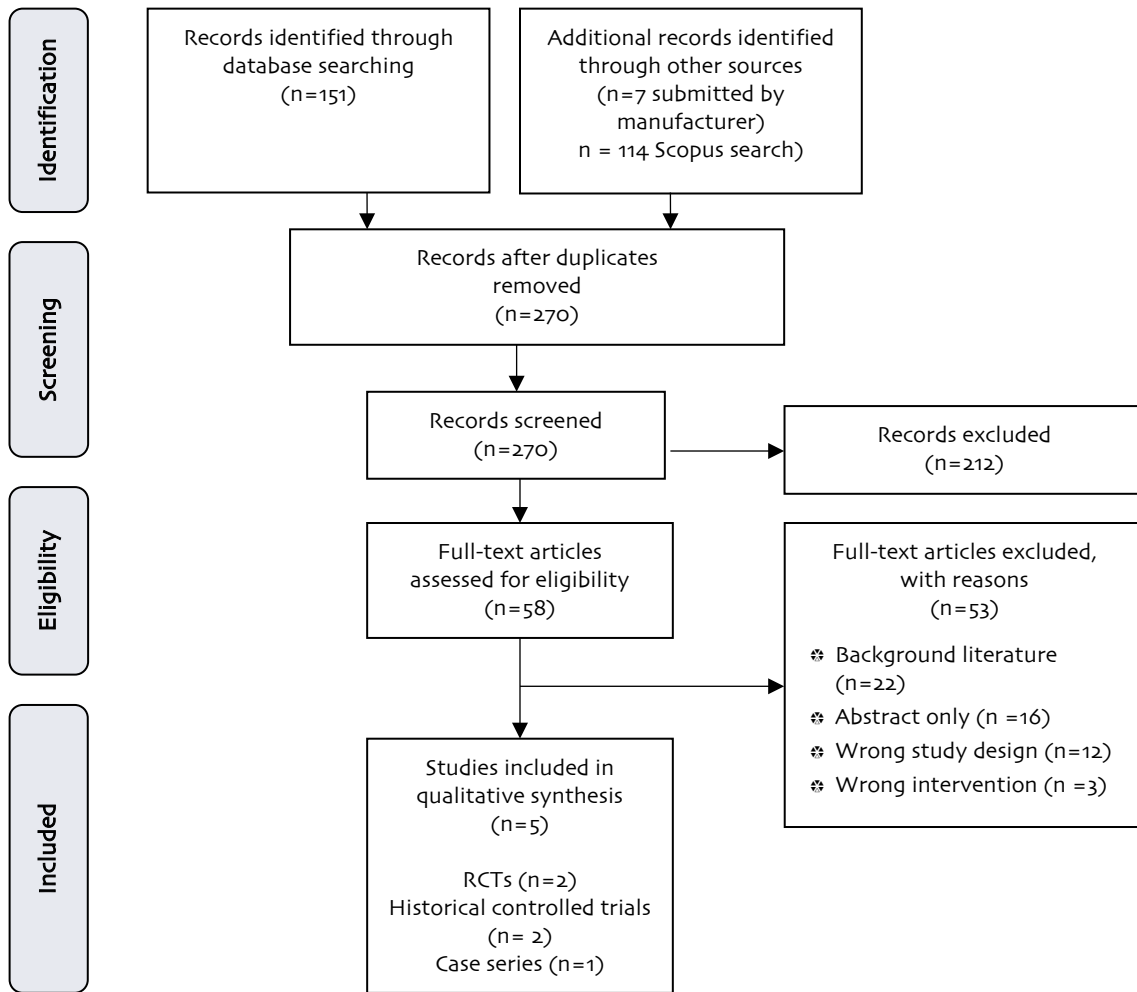 Identification
Records identified through
database searching
(n=151)
Additional records identified
through other sources
(n=7 submitted by
manufacturer)
n = 114 Scopus search)
Screening
Records after duplicates
removed
(n=270)
Records screened
(n=270)
Records excluded
(n=212)
Eligibility
Full-text articles
assessed for eligibility
(n=58)
Full-text articles excluded,
with reasons
(n=53)
Background literature
(n=22)
Abstract only (n =16)
Wrong study design (n=12)
Wrong intervention (n =3)
Included
Studies included in
qualitative synthesis
(n=5)
RCTs (n=2)
Historical controlled trials
(n= 2)
Case series (n=1)